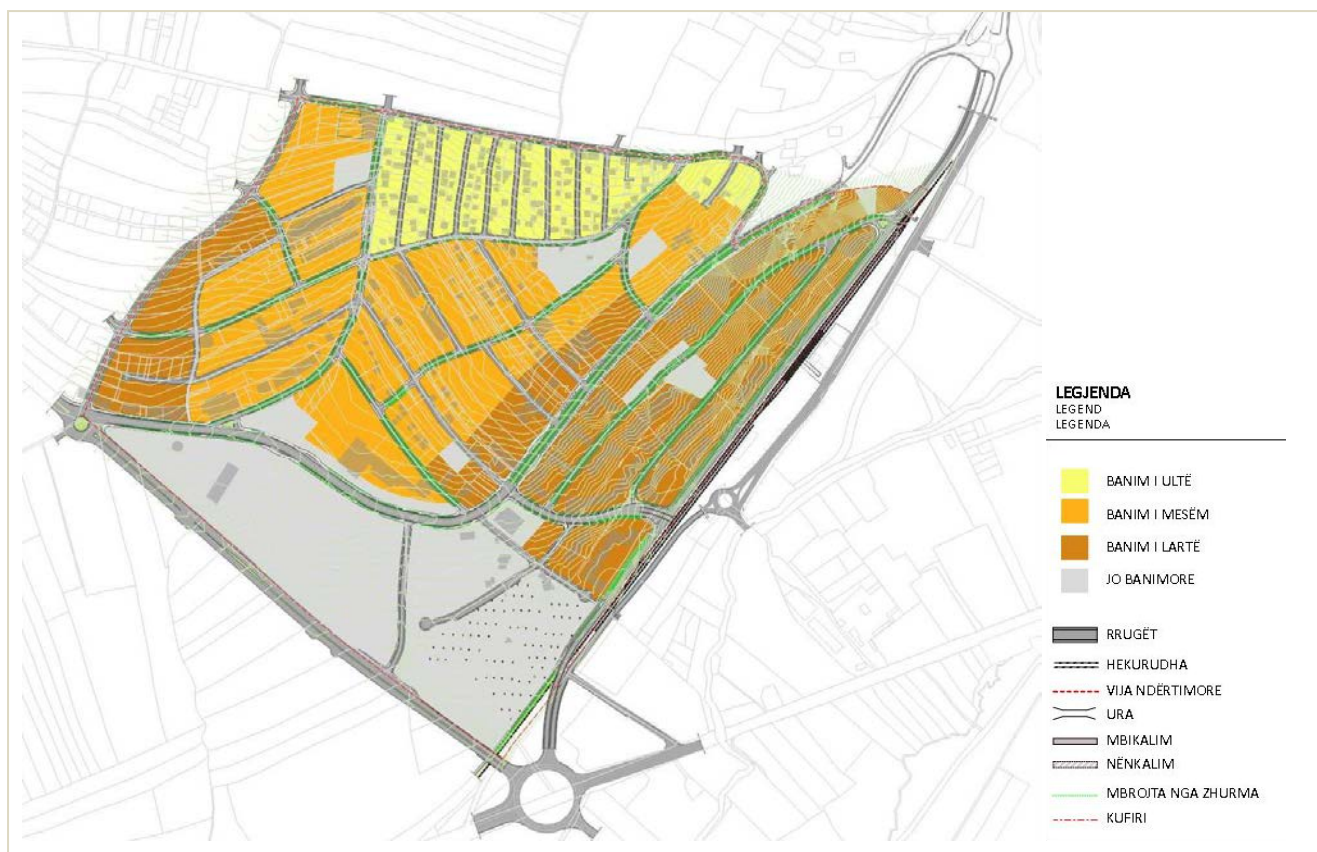 LEGJENDA
LEGEND
LEGENDA
BANIM I ULTË
BANIM I MESËM
BANIM I LARTË
JO BANIMORE
RRUGËT
HEKURUDHA
VIJA NDËRTIMORE
URA
MBIKALIM
NËNKALIM
MBROJTA NGA ZHURMA
KUFIRI